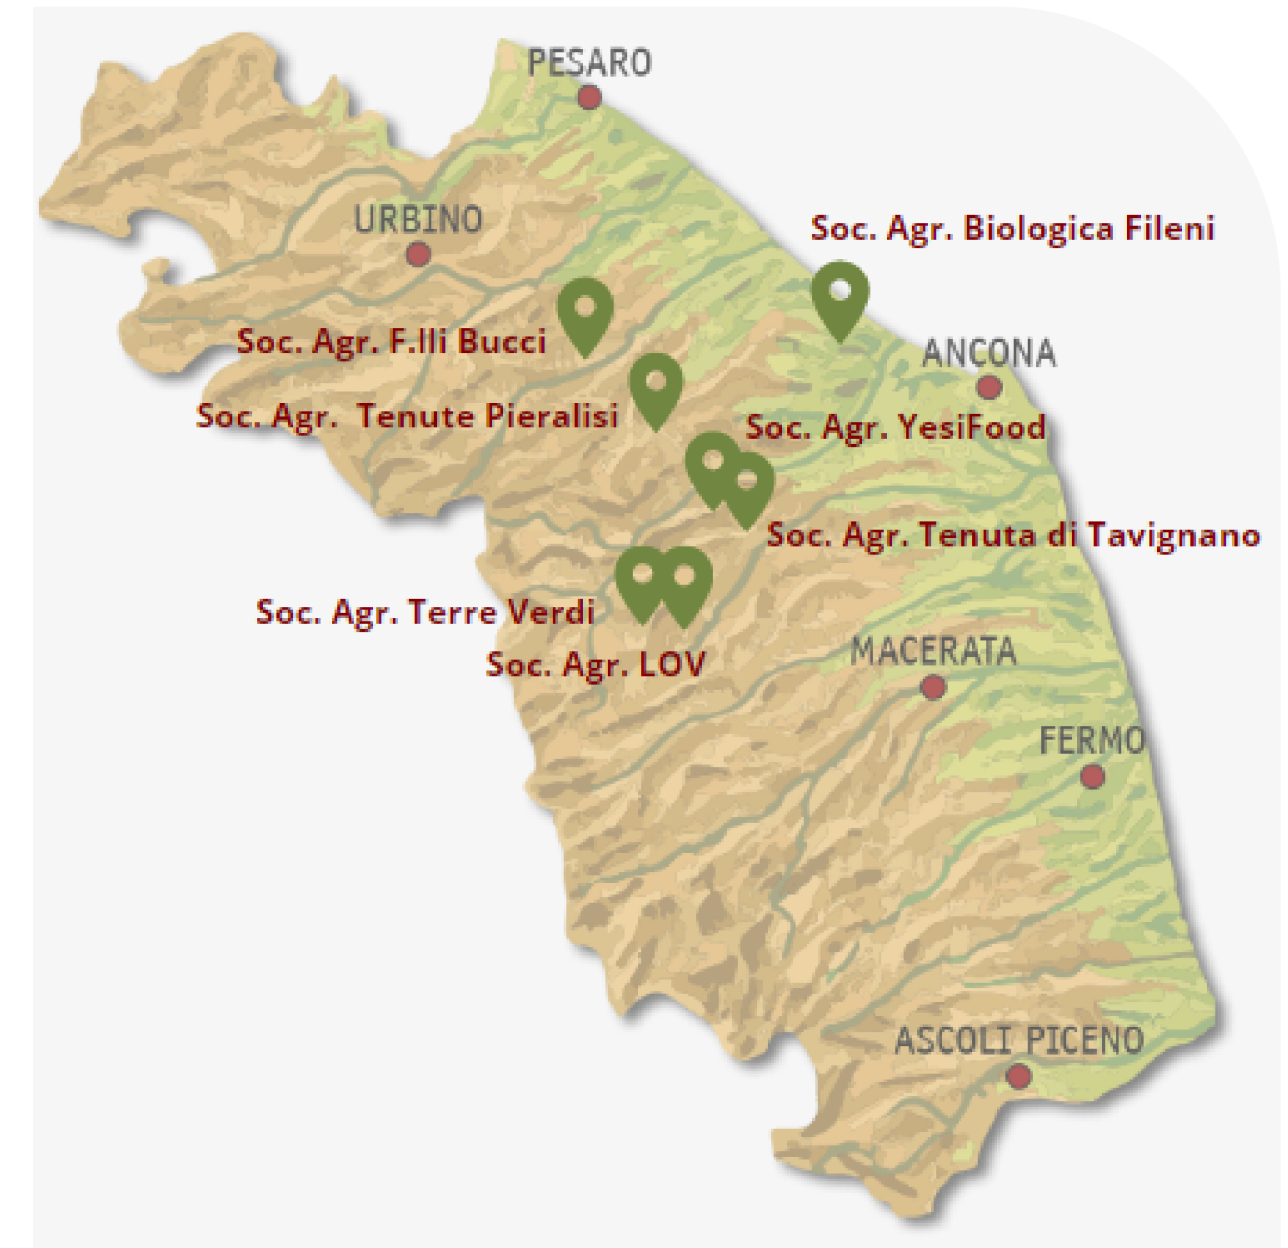 PESARO
URBINO
Soc. Agr. Biologica Fileni
Soc. Agr. F.lli Bucci
ANCONA
Soc. Agr.  Tenute Pieralisi
Soc. Agr. YesiFood
Soc. Agr. Tenuta di Tavignano
Soc. Agr. Terre Verdi
Soc. Agr. LOV
MACERATA
FERMO
ASCOLI PICENO